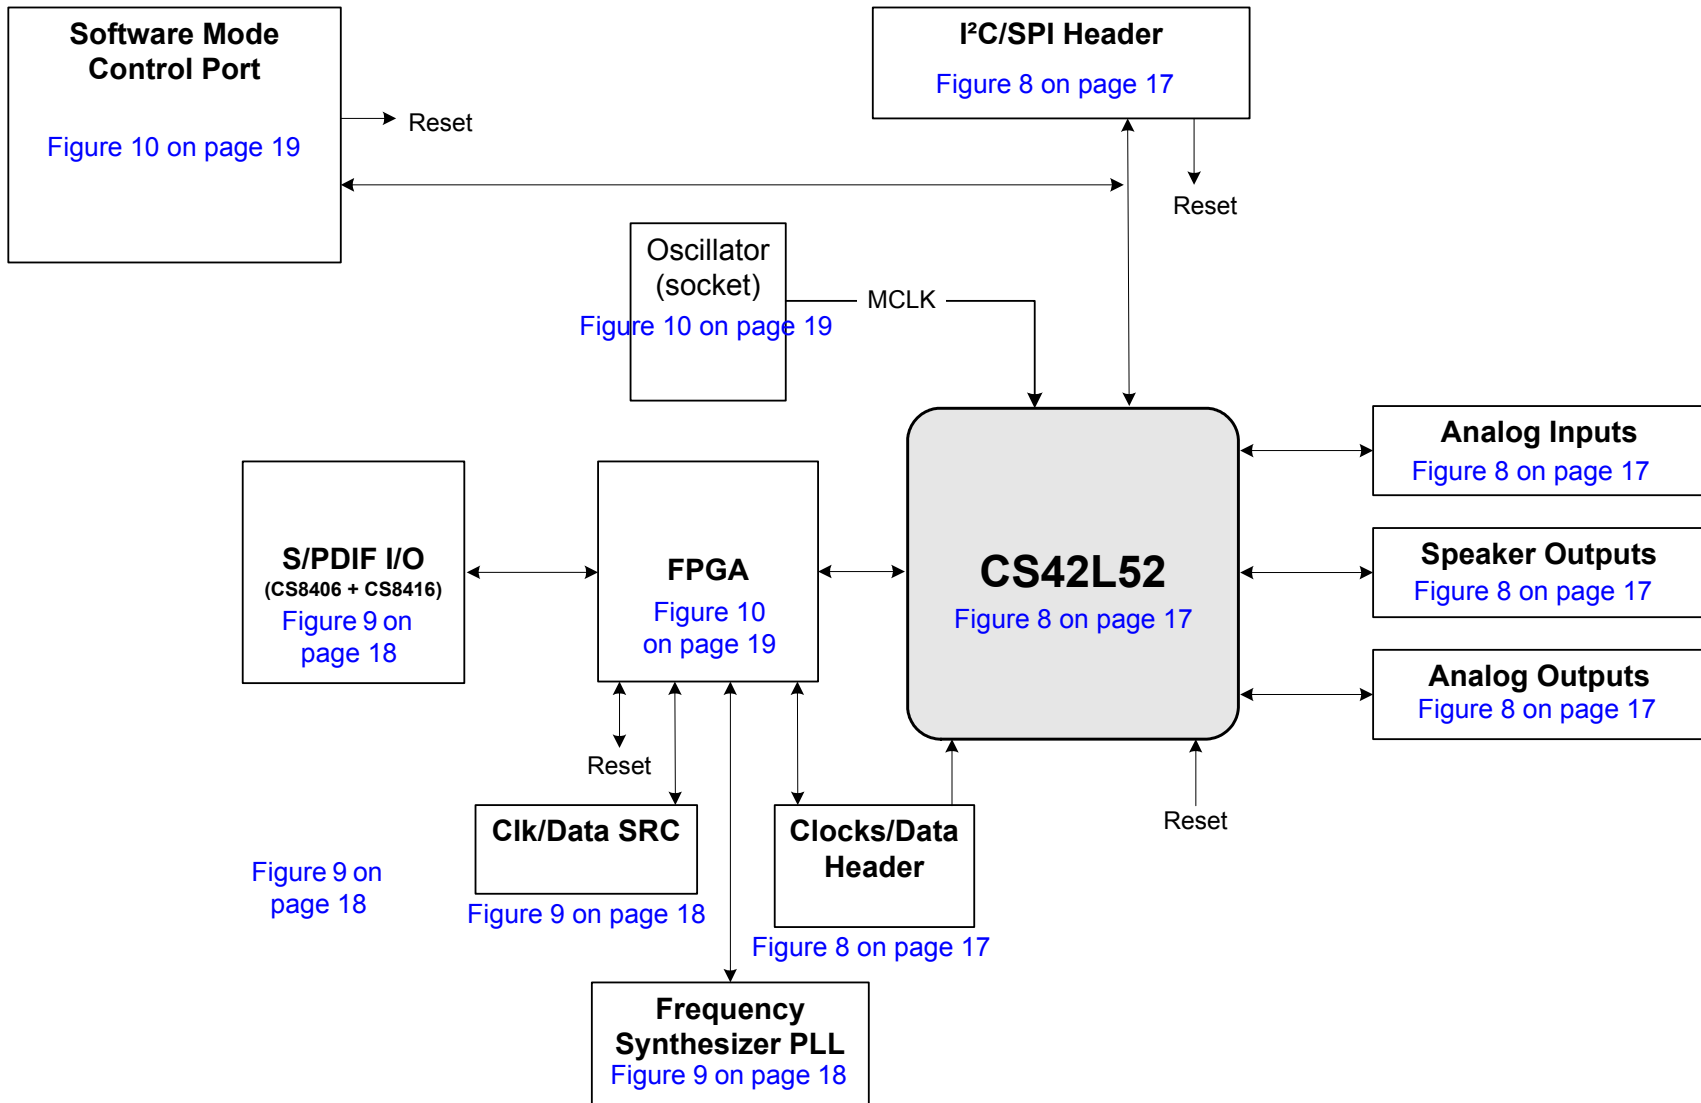 Software Mode
Control Port
Figure 10 on page 19
Reset
I²C/SPI Header
Figure 8 on page 17
Reset
Oscillator
(socket)
Figure 10 on page 19
MCLK
S/PDIF I/O
(CS8406 + CS8416)
Figure 9 on
page 18
FPGA
Figure 10
on page 19
CS42L52
Figure 8 on page 17
Analog Inputs
Figure 8 on page 17
Speaker Outputs
Figure 8 on page 17
Analog Outputs
Figure 8 on page 17
Reset
Reset
Clk/Data SRC
Figure 9 on page 18
Clocks/Data
Header
Figure 8 on page 17
Figure 9 on
page 18
Frequency
Synthesizer PLL
Figure 9 on page 18